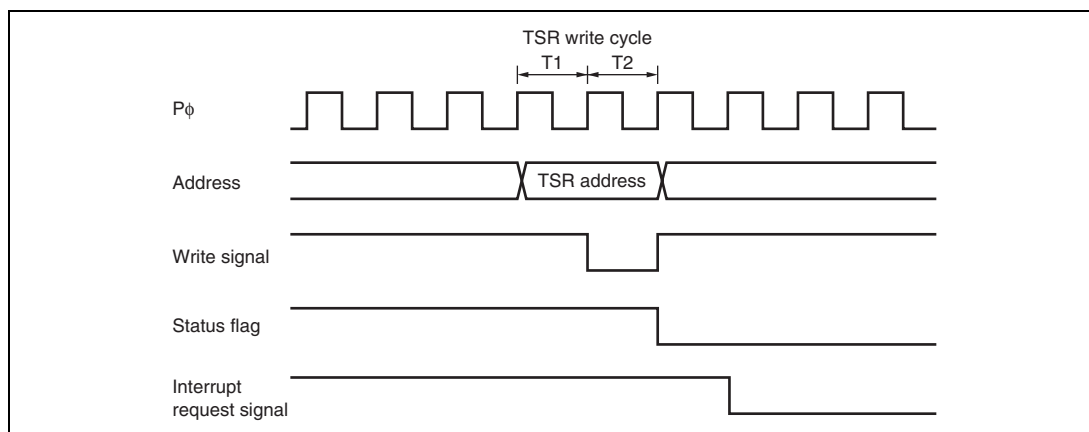 TSR write cycle
T1 T2
Pϕ
Address
TSR address
Write signal
Status flag
Interrupt
request signal